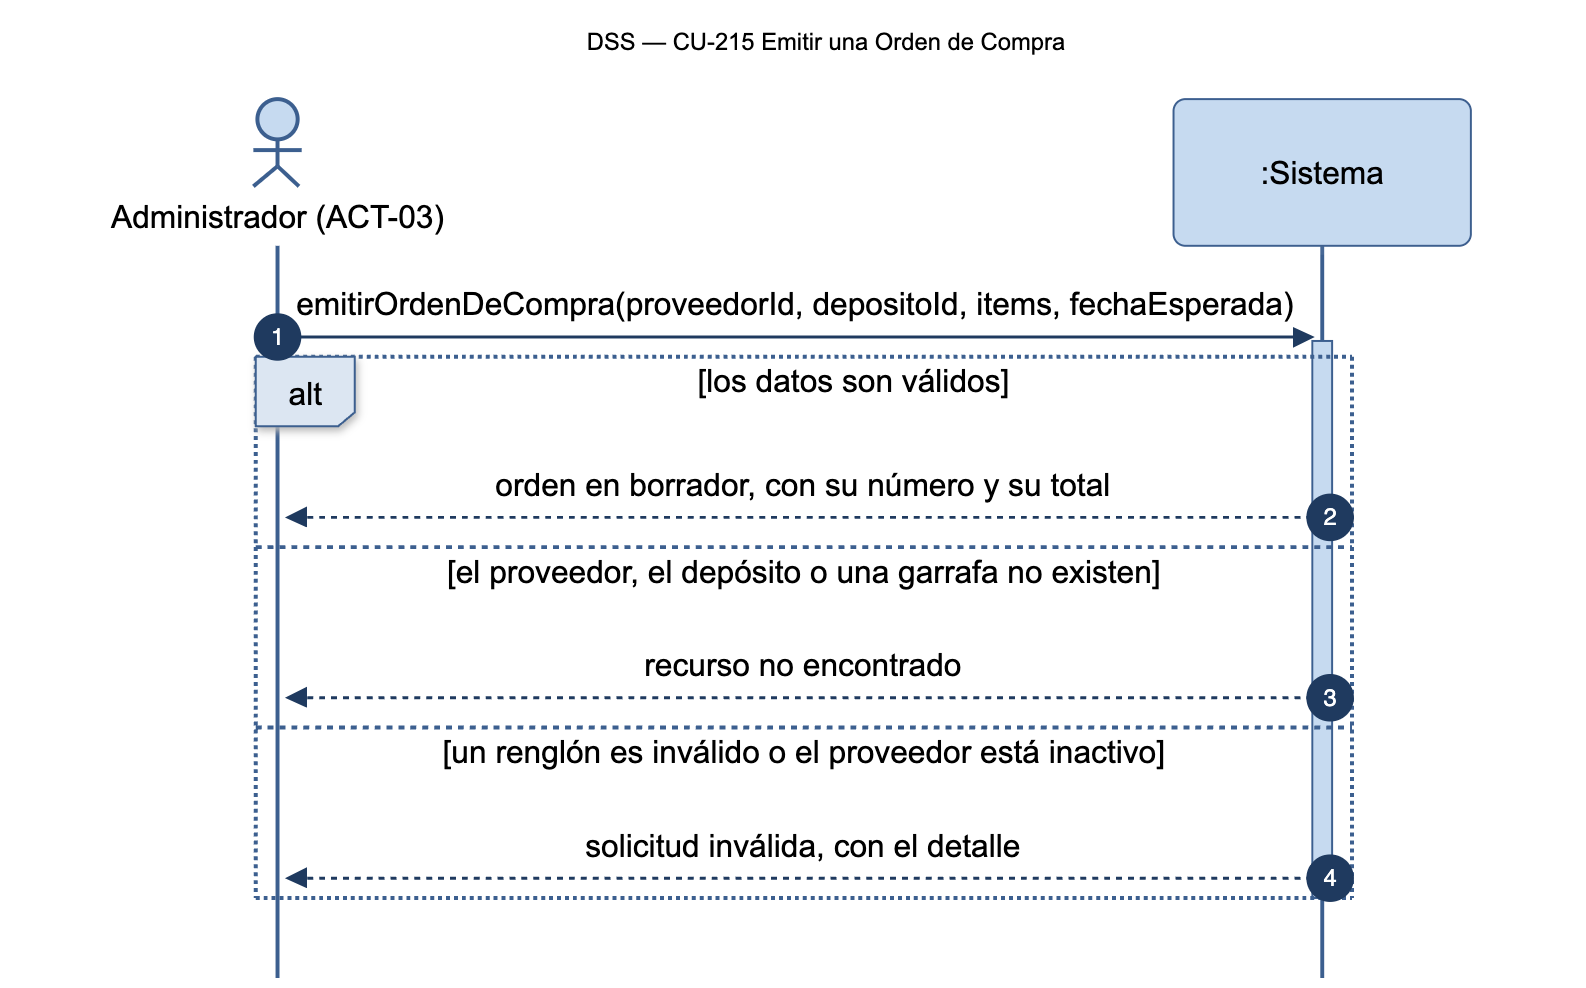 DSS — CU-215 Emitir una Orden de Compra
Administrador (ACT-03)
:Sistema
emitirOrdenDeCompra(proveedorId, depositoId, items, fechaEsperada)
1
alt
[los datos son válidos]
orden en borrador, con su número y su total
2
[el proveedor, el depósito o una garrafa no existen]
recurso no encontrado
3
[un renglón es inválido o el proveedor está inactivo]
solicitud inválida, con el detalle
4